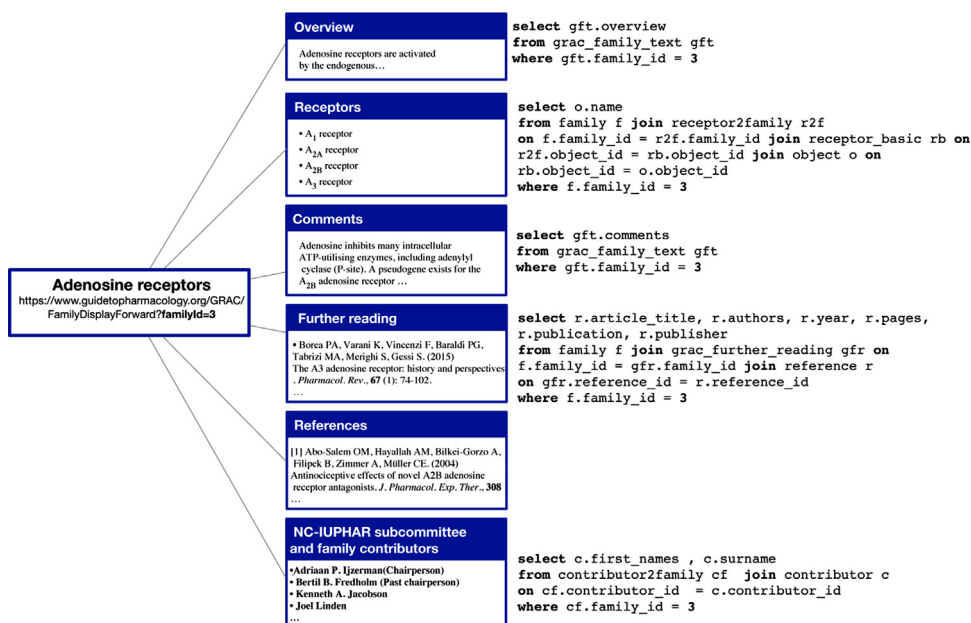 Overview
Adenosine receptors are activated
by the endogenous…
select gft.overview
from grac_family_text gft
where gft.family_id = 3
Receptors
• A1 receptor
• A2A receptor
• A2B receptor
• A3 receptor
select o.name
from family f join receptor2family r2f
on f.family_id = r2f.family_id join receptor_basic rb on
r2f.object_id = rb.object_id join object o on
rb.object_id = o.object_id
where f.family_id = 3
Comments
Adenosine inhibits many intracellular
ATP-utilising enzymes, including adenylyl
cyclase (P-site). A pseudogene exists for the
A2B adenosine receptor …
select gft.comments
from grac_family_text gft
where gft.family_id = 3
Adenosine receptors
https://www.guidetopharmacology.org/GRAC/
FamilyDisplayForward?familyId=3
Further reading
• Borea PA, Varani K, Vincenzi F, Baraldi PG,
Tabrizi MA, Merighi S, Gessi S. (2015)
The A3 adenosine receptor: history and perspectives
. Pharmacol. Rev., 67 (1): 74-102.
…
select r.article_title, r.authors, r.year, r.pages,
r.publication, r.publisher
from family f join grac_further_reading gfr on
f.family_id = gfr.family_id join reference r
on gfr.reference_id = r.reference_id
where f.family_id = 3
References
[1] Abo-Salem OM, Hayallah AM, Bilkei-Gorzo A,
Filipek B, Zimmer A, Müller CE. (2004)
Antinociceptive effects of novel A2B adenosine
receptor antagonists. J. Pharmacol. Exp. Ther., 308
…
NC-IUPHAR subcommittee
and family contributors
•Adriaan P. Ijzerman(Chairperson)
• Bertil B. Fredholm (Past chairperson)
• Kenneth A. Jacobson
• Joel Linden
…
select c.first_names , c.surname
from contributor2family cf join contributor c
on cf.contributor_id = c.contributor_id
where cf.family_id = 3